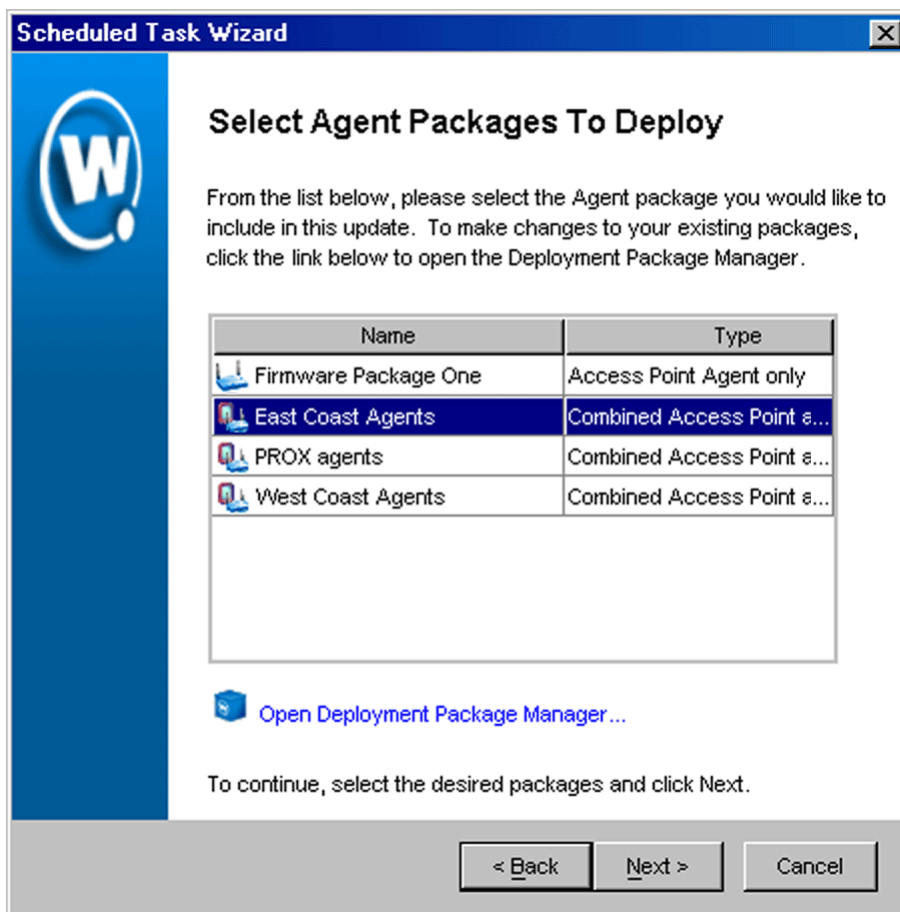 Scheduled Task Wizard
W
Select Agent Packages To Deploy
From the list below, please select the Agent package you would like to
include in this update. To make changes to your existing packages,
click the link below to open the Deployment Package Manager.
Name Type
Firmware Package One Access Point Agent only
East Coast Agents Combined Access Point a...
PROX agents Combined Access Point a...
West Coast Agents Combined Access Point a...
Open Deployment Package Manager...
To continue, select the desired packages and click Next.
< Back Next > Cancel